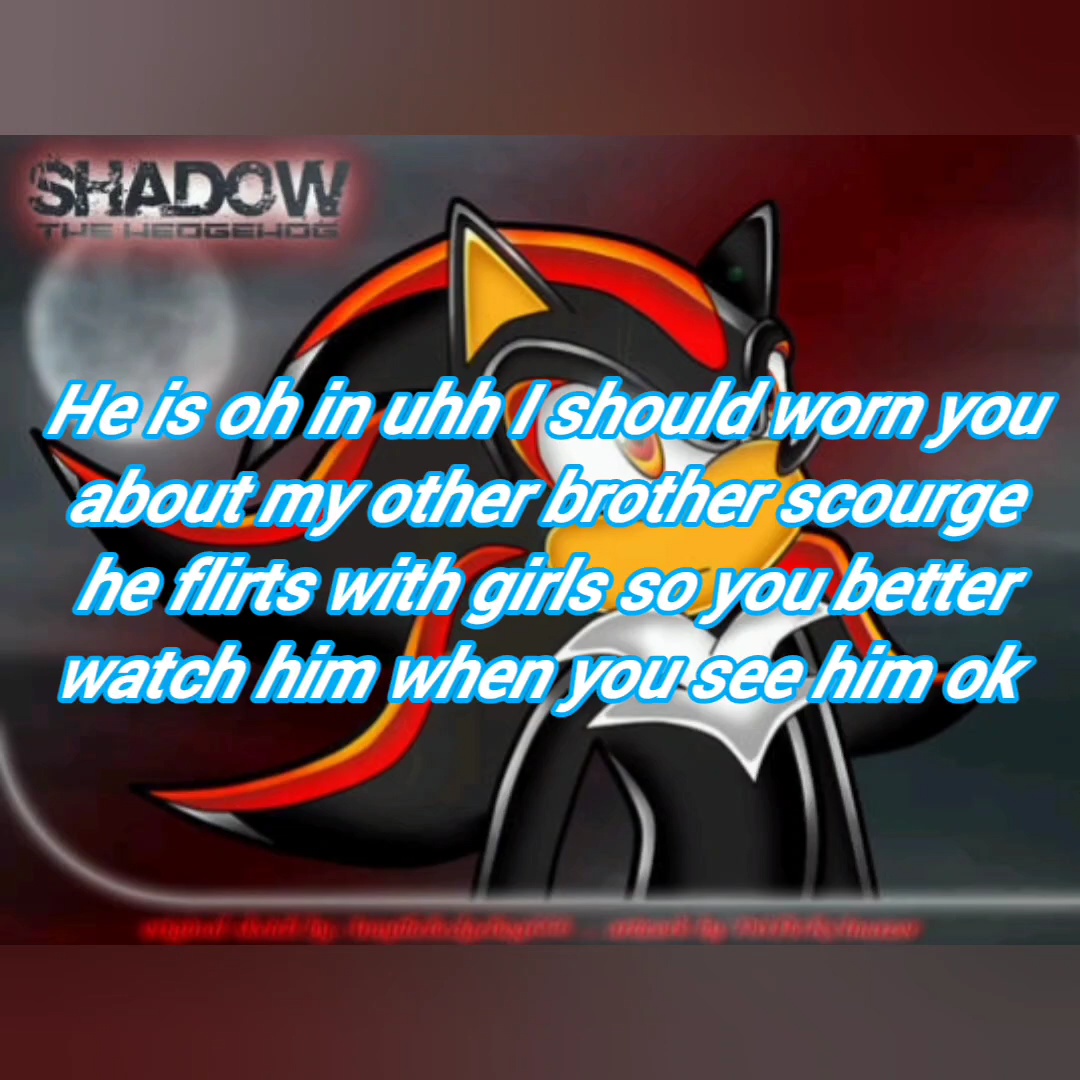 SHADOW
THE HEDGEHOG
He is oh in uhh I should worn you
about my other brother scourge
he flirts with girls so you better
watch him when you see him ok